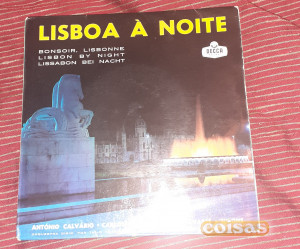 LISBOA À NOITE
BONSOIR, LISBONNE
LISBON BY NIGHT
LISSABON BEI NACHT
DECCA
ANTÓNIO CALVÁRIO
coisas